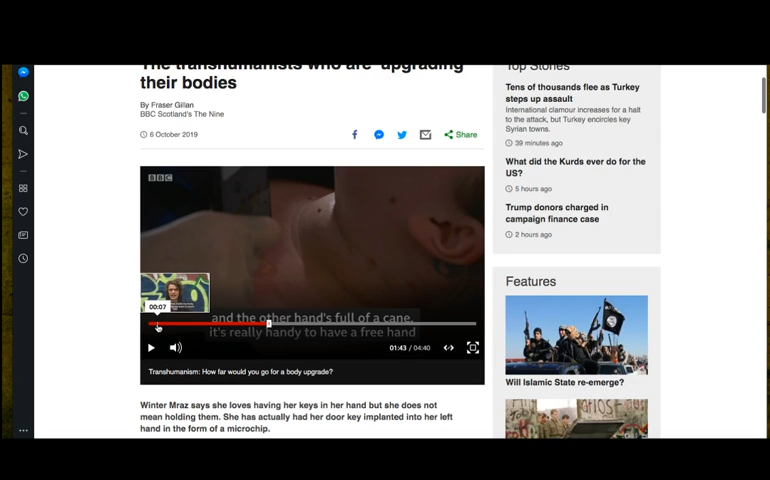 The transhumanists who are 'upgrading'
their bodies
By Fraser Gillan
BBC Scotland's The Nine
6 October 2019
Share
BBC
00:07
and the other hand's full of a cane,
it's really handy to have a free hand
01:43 / 04:40
Transhumanism: How far would you go for a body upgrade?
Winter Mraz says she loves having her keys in her hand but she does not
mean holding them. She has actually had her door key implanted into her left
hand in the form of a microchip.
Top Stories
Tens of thousands flee as Turkey
steps up assault
International clamour increases for a halt
to the attack, but Turkey encircles key
Syrian towns.
39 minutes ago
What did the Kurds ever do for the
US?
5 hours ago
Trump donors charged in
campaign finance case
2 hours ago
Features
Will Islamic State re-emerge?